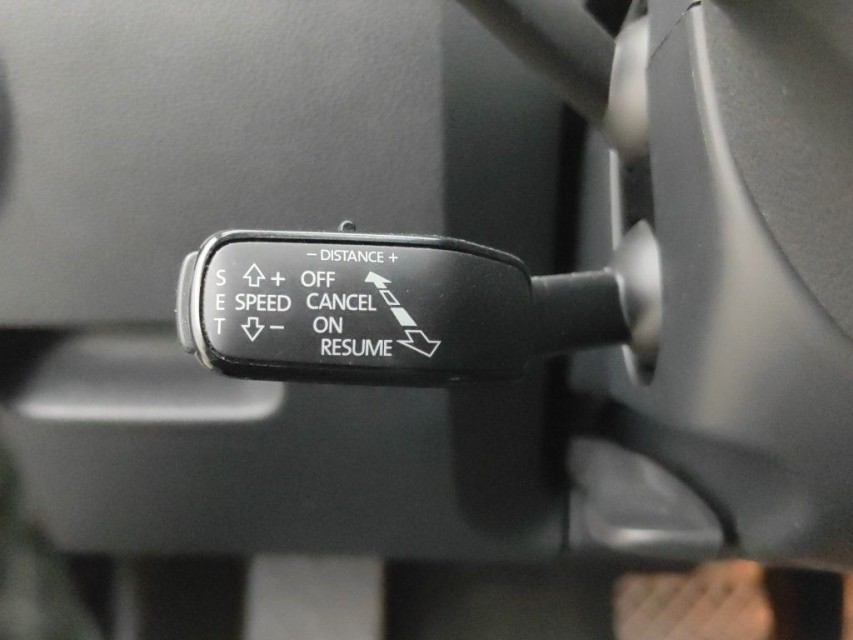 − DISTANCE +
S + OFF
E SPEED CANCEL
T − ON
RESUME